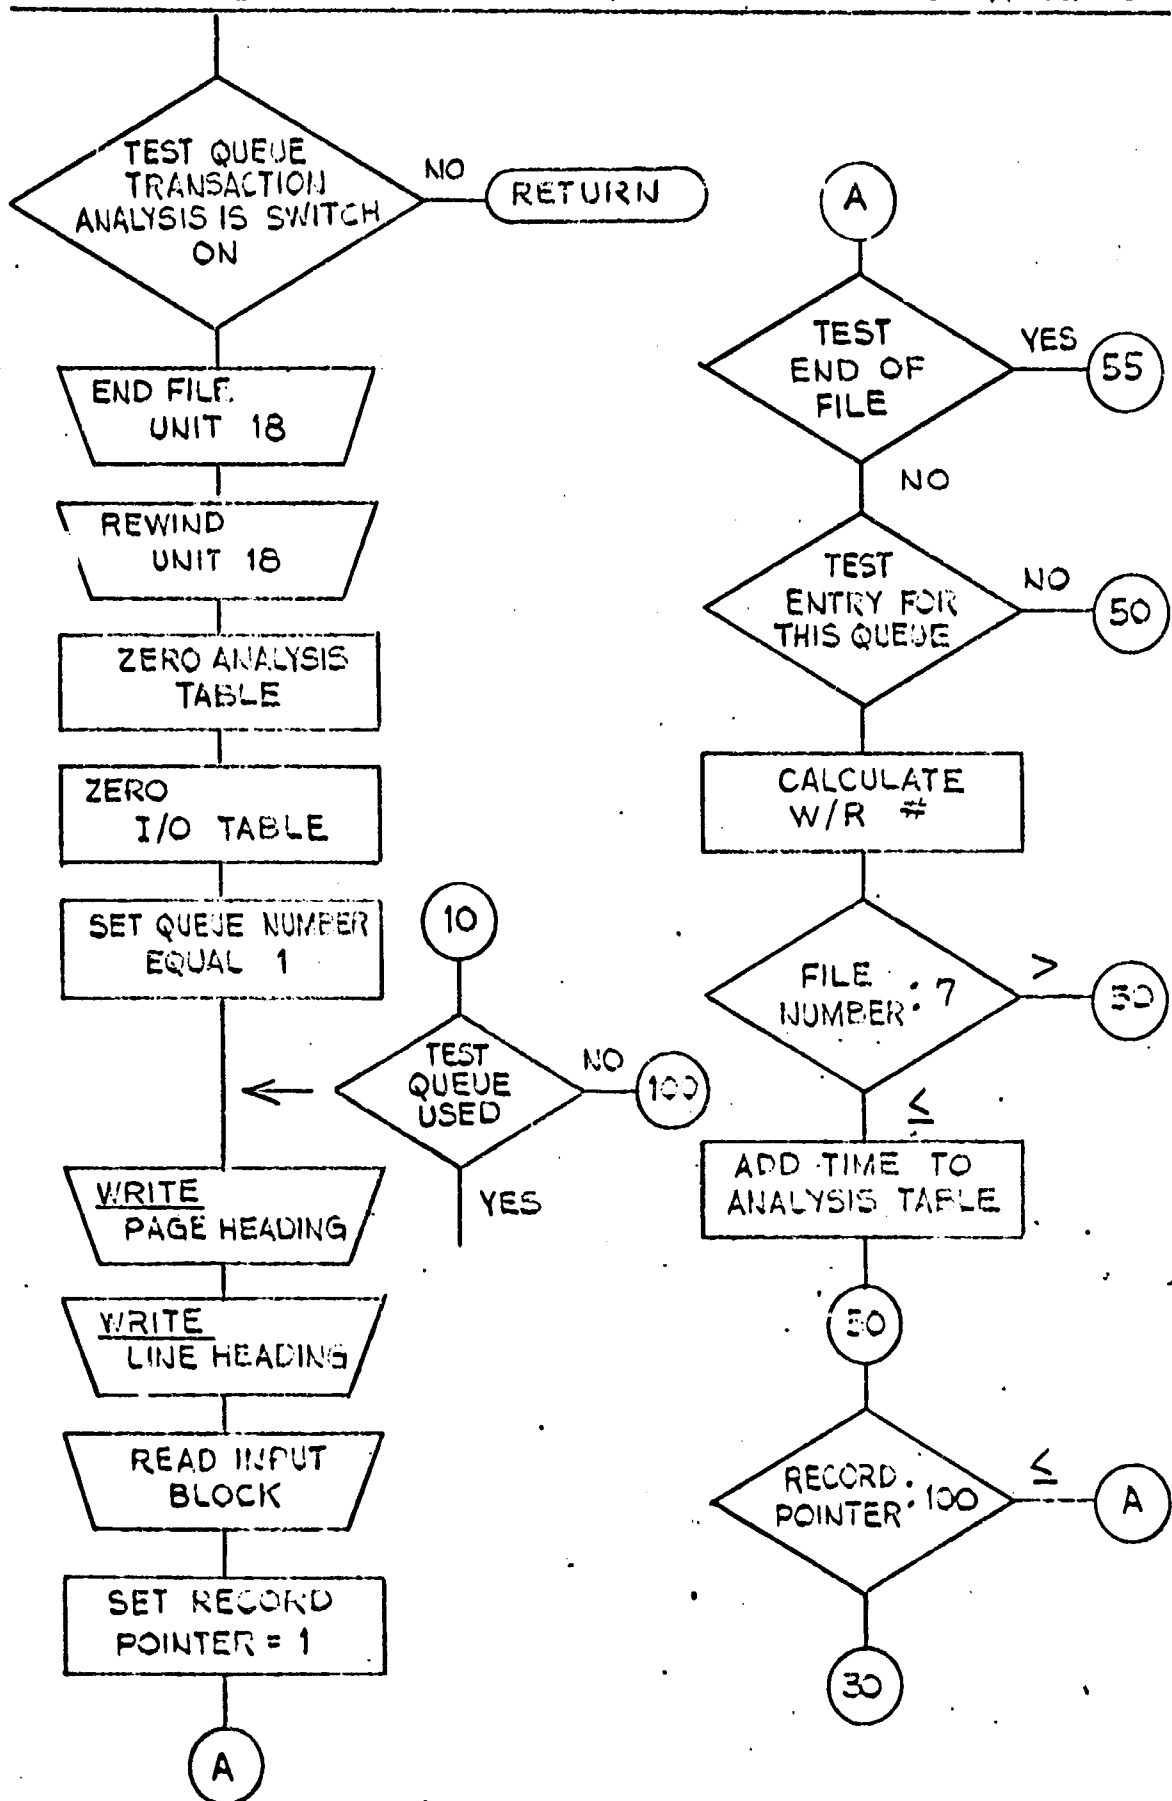 TEST QUEUE
TRANSACTION
ANALYSIS IS SWITCH
ON
NO
RETURN
END FILE
UNIT 18
REWIND
UNIT 18
ZERO ANALYSIS
TABLE
ZERO
I/O TABLE
SET QUEUE NUMBER
EQUAL 1
10
TEST
QUEUE
USED
NO
100
YES
WRITE
PAGE HEADING
WRITE
LINE HEADING
READ INPUT
BLOCK
SET RECORD
POINTER = 1
A
A
TEST
END OF
FILE
YES
55
NO
TEST
ENTRY FOR
THIS QUEUE
NO
50
CALCULATE
W/R #
FILE
NUMBER : 7
>
50
≤
ADD TIME TO
ANALYSIS TABLE
50
RECORD
POINTER : 100
≤
A
30